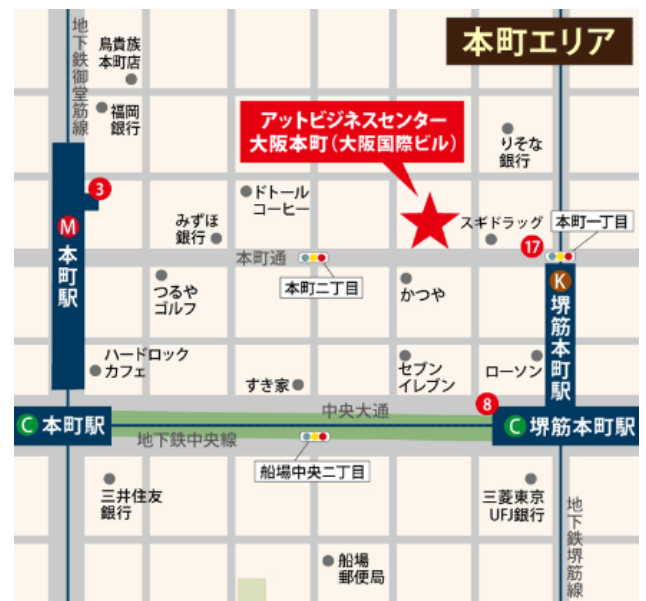 本町エリア
地下鉄御堂筋線
鳥貴族
本町店
福岡
銀行
アットビジネスセンター
大阪本町(大阪国際ビル)
りそな
銀行
3
ドトール
コーヒー
みずほ
銀行
スギドラッグ
本町一丁目
17
M
本町駅
本町通
本町二丁目
つるや
ゴルフ
かつや
K
堺筋本町駅
ハードロック
カフェ
すき家
セブン
イレブン
ローソン
8
中央大通
C 本町駅
地下鉄中央線
C 堺筋本町駅
船場中央二丁目
三井住友
銀行
三菱東京
UFJ銀行
地下鉄堺筋線
船場
郵便局